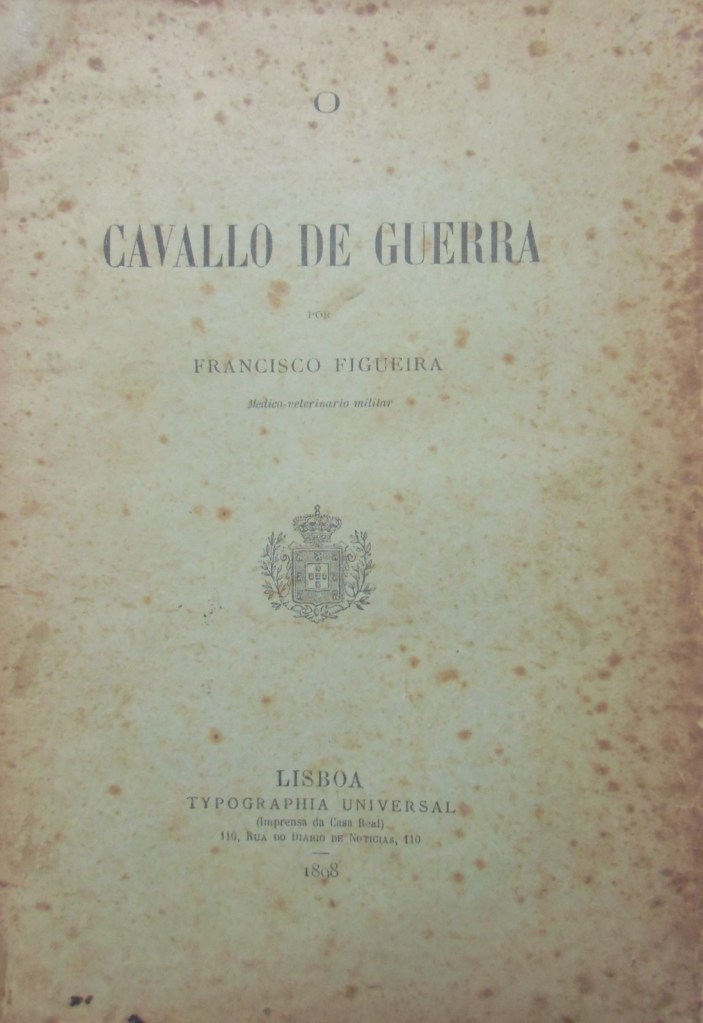 O
CAVALLO DE GUERRA
POR
FRANCISCO FIGUEIRA
Medico-veterinario militar
LISBOA
TYPOGRAPHIA UNIVERSAL
(Imprensa da Casa Real)
110, RUA DO DIARIO DE NOTICIAS, 110
1898